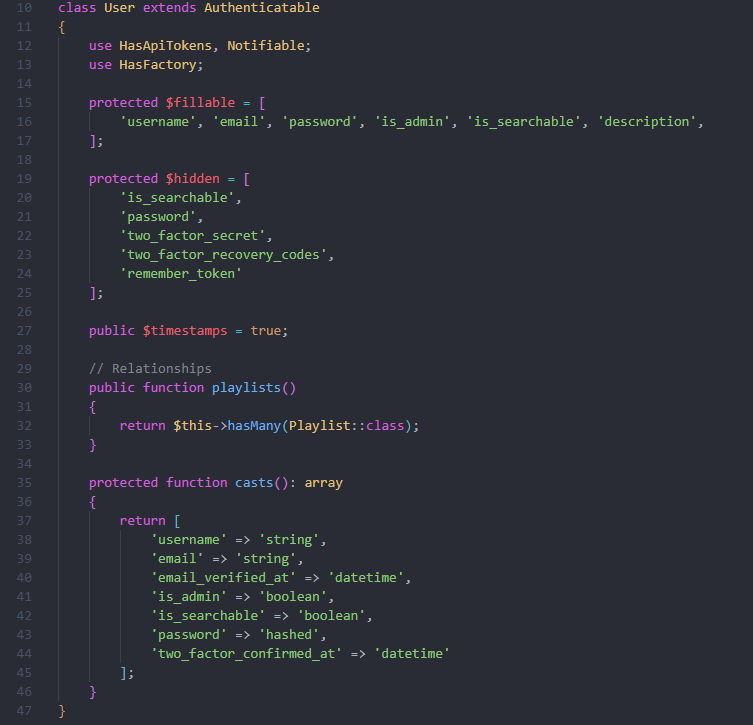 10 class User extends Authenticatable
11 {
12     use HasApiTokens, Notifiable;
13     use HasFactory;
14
15     protected $fillable = [
16         'username', 'email', 'password', 'is_admin', 'is_searchable', 'description',
17     ];
18
19     protected $hidden = [
20         'is_searchable',
21         'password',
22         'two_factor_secret',
23         'two_factor_recovery_codes',
24         'remember_token'
25     ];
26
27     public $timestamps = true;
28
29     // Relationships
30     public function playlists()
31     {
32         return $this->hasMany(Playlist::class);
33     }
34
35     protected function casts(): array
36     {
37         return [
38             'username' => 'string',
39             'email' => 'string',
40             'email_verified_at' => 'datetime',
41             'is_admin' => 'boolean',
42             'is_searchable' => 'boolean',
43             'password' => 'hashed',
44             'two_factor_confirmed_at' => 'datetime'
45         ];
46     }
47 }